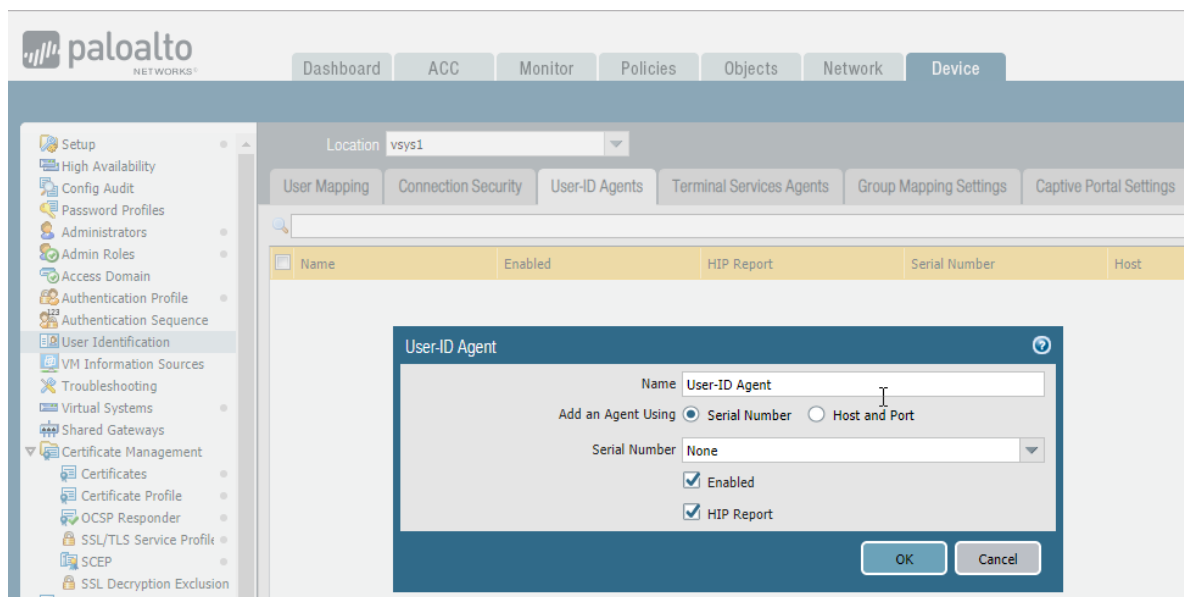 paloalto
NETWORKS®
Dashboard ACC Monitor Policies Objects Network Device
Setup
High Availability
Config Audit
Password Profiles
Administrators
Admin Roles
Access Domain
Authentication Profile
Authentication Sequence
User Identification
VM Information Sources
Troubleshooting
Virtual Systems
Shared Gateways
Certificate Management
Certificates
Certificate Profile
OCSP Responder
SSL/TLS Service Profile
SCEP
SSL Decryption Exclusion
Location vsys1
User Mapping Connection Security User-ID Agents Terminal Services Agents Group Mapping Settings Captive Portal Settings
Name Enabled HIP Report Serial Number Host
User-ID Agent
Name User-ID Agent
Add an Agent Using Serial Number Host and Port
Serial Number None
Enabled
HIP Report
OK Cancel